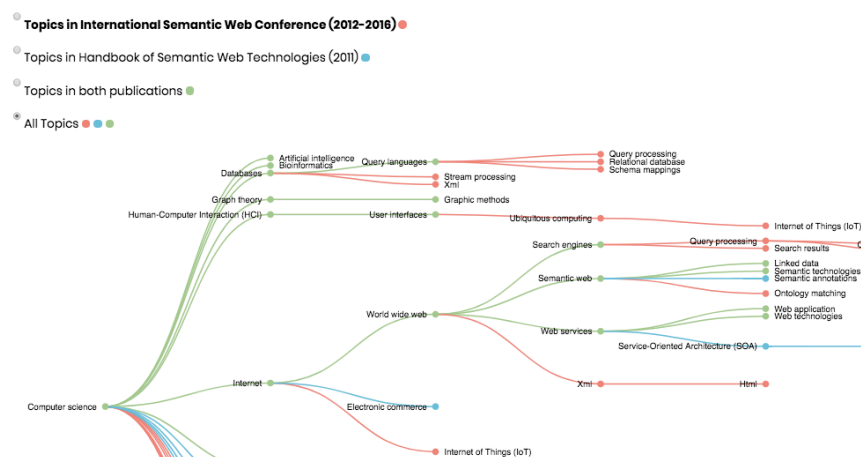 Topics in International Semantic Web Conference (2012-2016)
Topics in Handbook of Semantic Web Technologies (2011)
Topics in both publications
All Topics
Artificial intelligence
Bioinformatics
Databases
Query languages
Query processing
Relational database
Schema mappings
Stream processing
Xml
Graph theory
Graphic methods
Human-Computer Interaction (HCI)
User interfaces
Ubiquitous computing
Internet of Things (IoT)
Search engines
Query processing
Search results
Semantic web
Linked data
Semantic technologies
Semantic annotations
Ontology matching
World wide web
Web services
Web application
Web technologies
Service-Oriented Architecture (SOA)
Xml
Html
Internet
Electronic commerce
Computer science
Internet of Things (IoT)